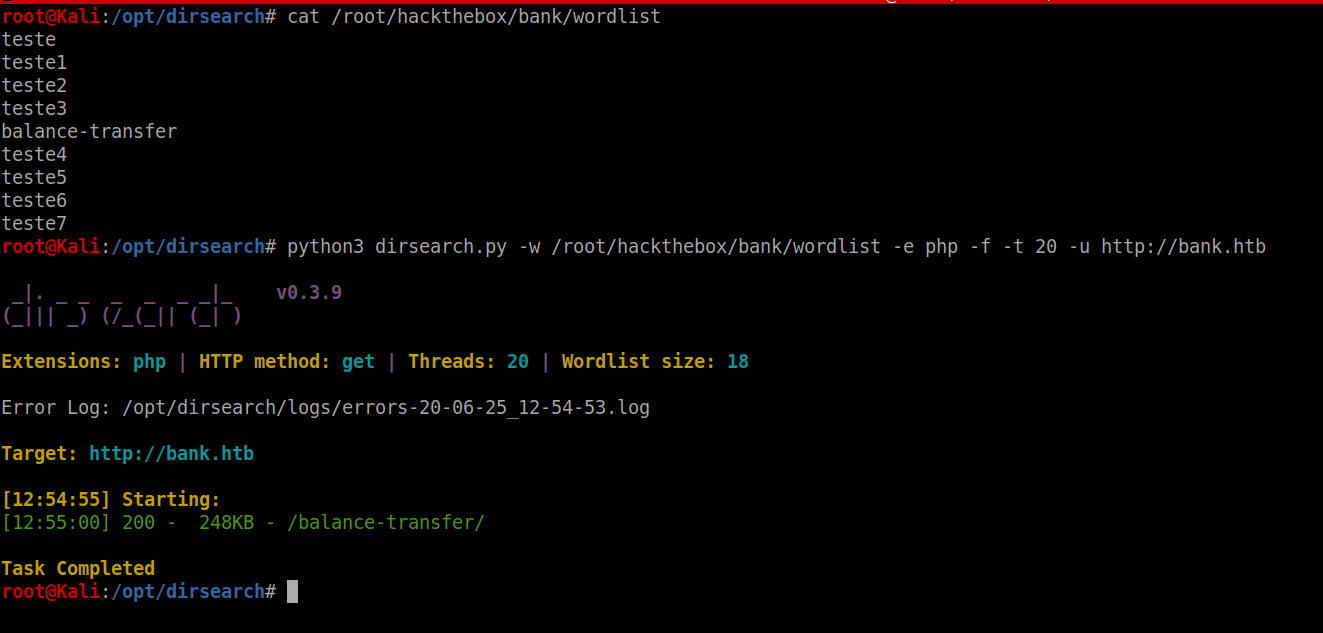 root@Kali:/opt/dirsearch# cat /root/hackthebox/bank/wordlist
teste
teste1
teste2
teste3
balance-transfer
teste4
teste5
teste6
teste7
root@Kali:/opt/dirsearch# python3 dirsearch.py -w /root/hackthebox/bank/wordlist -e php -f -t 20 -u http://bank.htb
 _|. _ _  _  _  _ _|_    v0.3.9
(_||| _) (/_(_|| (_| )
Extensions: php | HTTP method: get | Threads: 20 | Wordlist size: 18
Error Log: /opt/dirsearch/logs/errors-20-06-25_12-54-53.log
Target: http://bank.htb
[12:54:55] Starting:
[12:55:00] 200 -  248KB - /balance-transfer/
Task Completed
root@Kali:/opt/dirsearch#